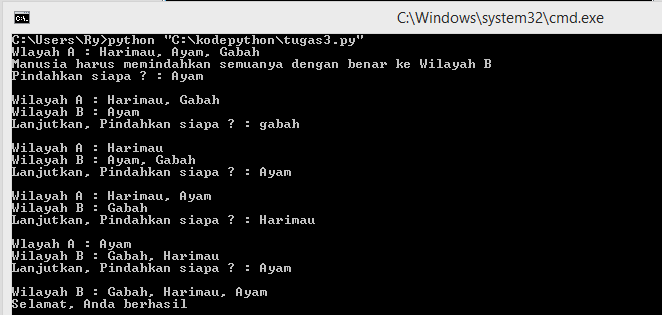 C:\Windows\system32\cmd.exe
C:\Users\Ry>python "C:\kodepython\tugas3.py"
Wlayah A : Harimau, Ayam, Gabah
Manusia harus memindahkan semuanya dengan benar ke Wilayah B
Pindahkan siapa ? : Ayam
Wilayah A : Harimau, Gabah
Wilayah B : Ayam
Lanjutkan, Pindahkan siapa ? : gabah
Wilayah A : Harimau
Wilayah B : Ayam, Gabah
Lanjutkan, Pindahkan siapa ? : Ayam
Wilayah A : Harimau, Ayam
Wilayah B : Gabah
Lanjutkan, Pindahkan siapa ? : Harimau
Wlayah A : Ayam
Wilayah B : Gabah, Harimau
Lanjutkan, Pindahkan siapa ? : Ayam
Wilayah B : Gabah, Harimau, Ayam
Selamat, Anda berhasil